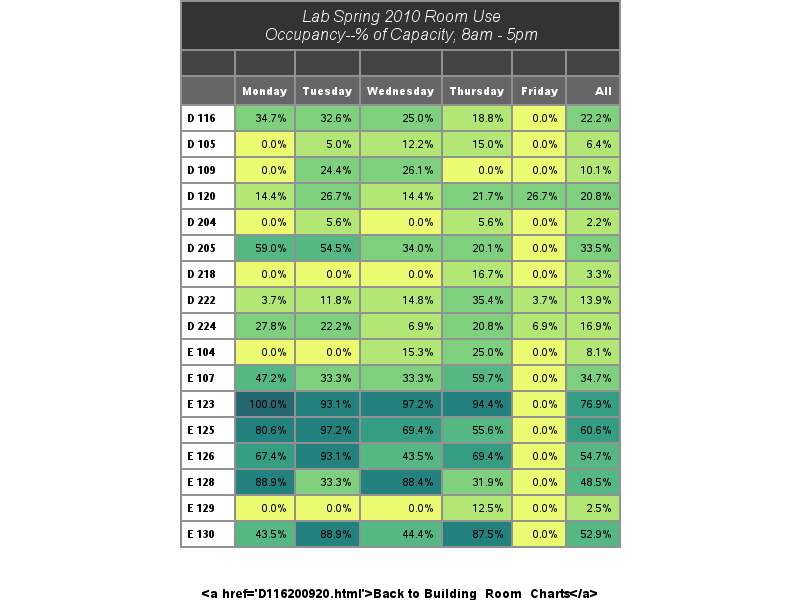 Lab Spring 2010 Room Use
Occupancy--% of Capacity, 8am - 5pm
Monday Tuesday Wednesday Thursday Friday All
D 116 34.7% 32.6% 25.0% 18.8% 0.0% 22.2%
D 105 0.0% 5.0% 12.2% 15.0% 0.0% 6.4%
D 109 0.0% 24.4% 26.1% 0.0% 0.0% 10.1%
D 120 14.4% 26.7% 14.4% 21.7% 26.7% 20.8%
D 204 0.0% 5.6% 0.0% 5.6% 0.0% 2.2%
D 205 59.0% 54.5% 34.0% 20.1% 0.0% 33.5%
D 218 0.0% 0.0% 0.0% 16.7% 0.0% 3.3%
D 222 3.7% 11.8% 14.8% 35.4% 3.7% 13.9%
D 224 27.8% 22.2% 6.9% 20.8% 6.9% 16.9%
E 104 0.0% 0.0% 15.3% 25.0% 0.0% 8.1%
E 107 47.2% 33.3% 33.3% 59.7% 0.0% 34.7%
E 123 100.0% 93.1% 97.2% 94.4% 0.0% 76.9%
E 125 80.6% 97.2% 69.4% 55.6% 0.0% 60.6%
E 126 67.4% 93.1% 43.5% 69.4% 0.0% 54.7%
E 128 88.9% 33.3% 88.4% 31.9% 0.0% 48.5%
E 129 0.0% 0.0% 0.0% 12.5% 0.0% 2.5%
E 130 43.5% 88.9% 44.4% 87.5% 0.0% 52.9%
<a href='D116200920.html'>Back to Building_Room_Charts</a>